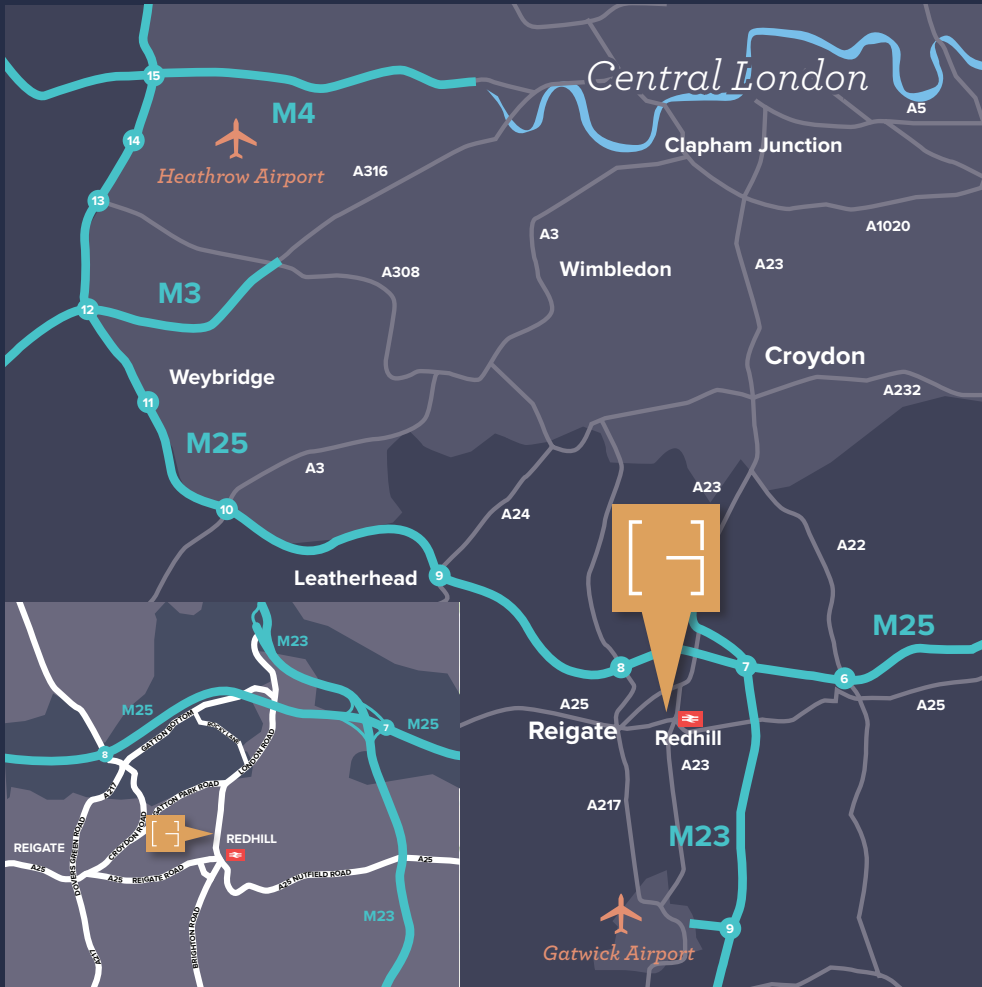 Central London
15
M4
A5
14
Clapham Junction
Heathrow Airport
A316
13
A1020
A3
A23
Wimbledon
A308
M3
12
Croydon
Weybridge
A232
11
M25
A3
A23
10
A24
A22
Leatherhead
9
M25
8
7
6
A25
A25
Reigate
Redhill
A23
A217
M23
9
Gatwick Airport
M23
M25
GATTON BOTTOM
ROCKY LANE
7
M25
8
LONDON ROAD
A217
GATTON PARK ROAD
CROYDON ROAD
DOVERS GREEN ROAD
REIGATE
REDHILL
A25
A25
REIGATE ROAD
A25 NUTFIELD ROAD
A25
BRIGHTON ROAD
M23
A217